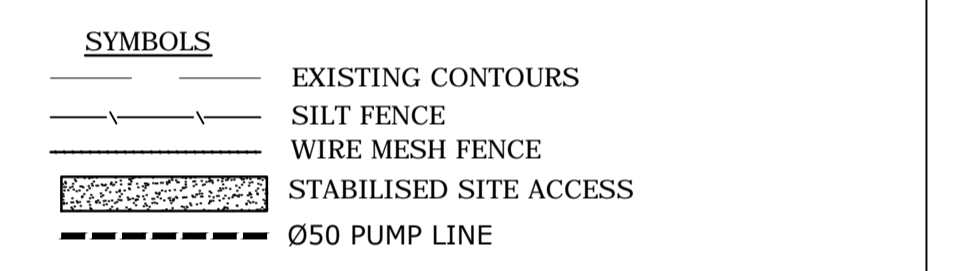 SYMBOLS
EXISTING CONTOURS
SILT FENCE
WIRE MESH FENCE
STABILISED SITE ACCESS
Ø50 PUMP LINE